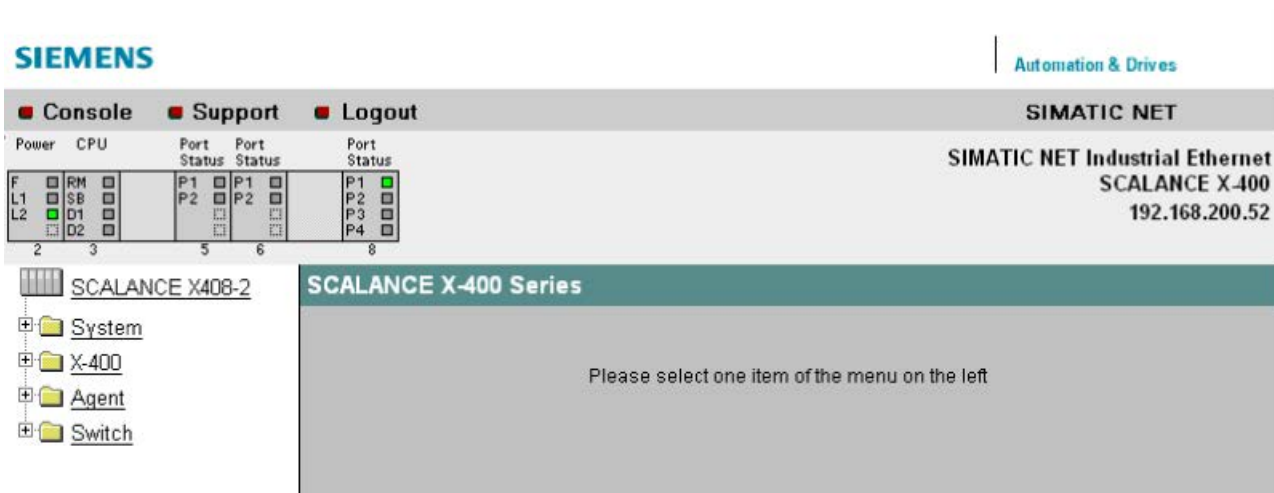 SIEMENS
Automation & Drives
Console Support Logout SIMATIC NET
Power CPU Port Status Port Status Port Status
F RM P1 P1 P1
L1 SB P2 P2 P2
L2 D1 P3
D2 P4
2 3 5 6 8
SIMATIC NET Industrial Ethernet
SCALANCE X-400
192.168.200.52
SCALANCE X408-2
System
X-400
Agent
Switch
SCALANCE X-400 Series
Please select one item of the menu on the left